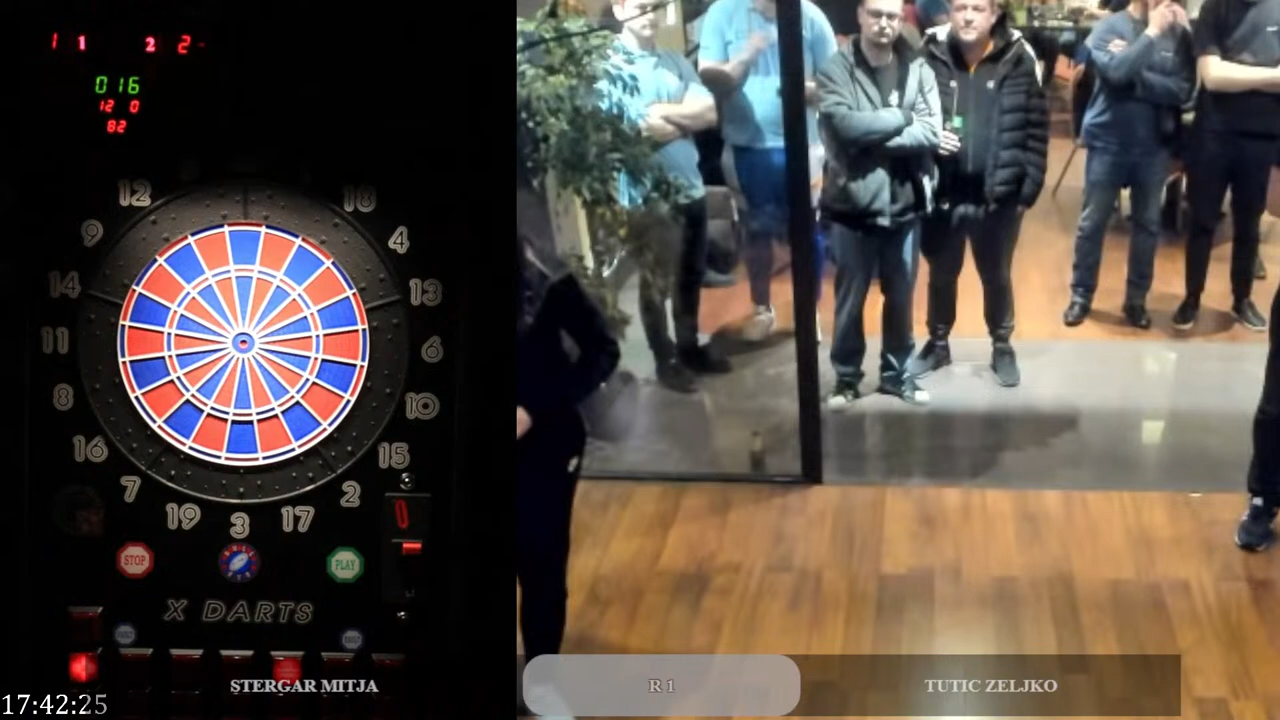 1 1 2 2
016
12 0
82
12 18
9 4
14 13
11 6
8 10
16 15
7 2
19 3 17
0
STOP BULL PLAY
X DARTS
STERGAR MITJA R 1 TUTIC ZELJKO
17:42:25